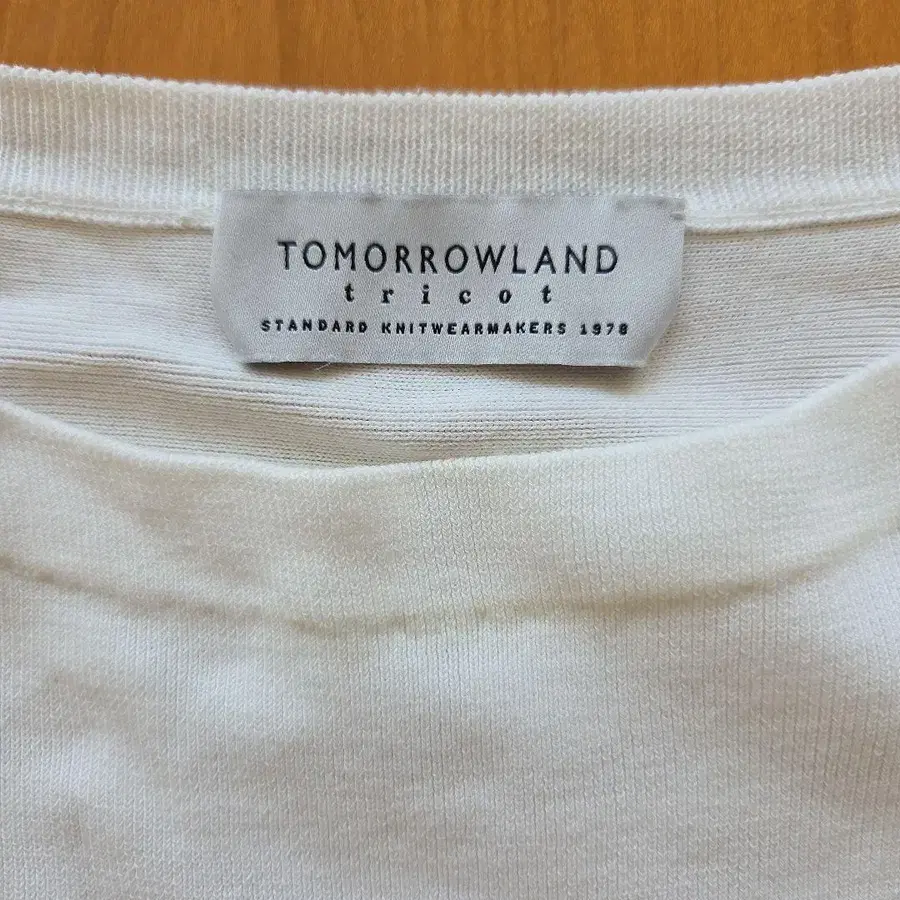 TOMORROWLAND
tricot
STANDARD KNITWEARMAKERS 1978